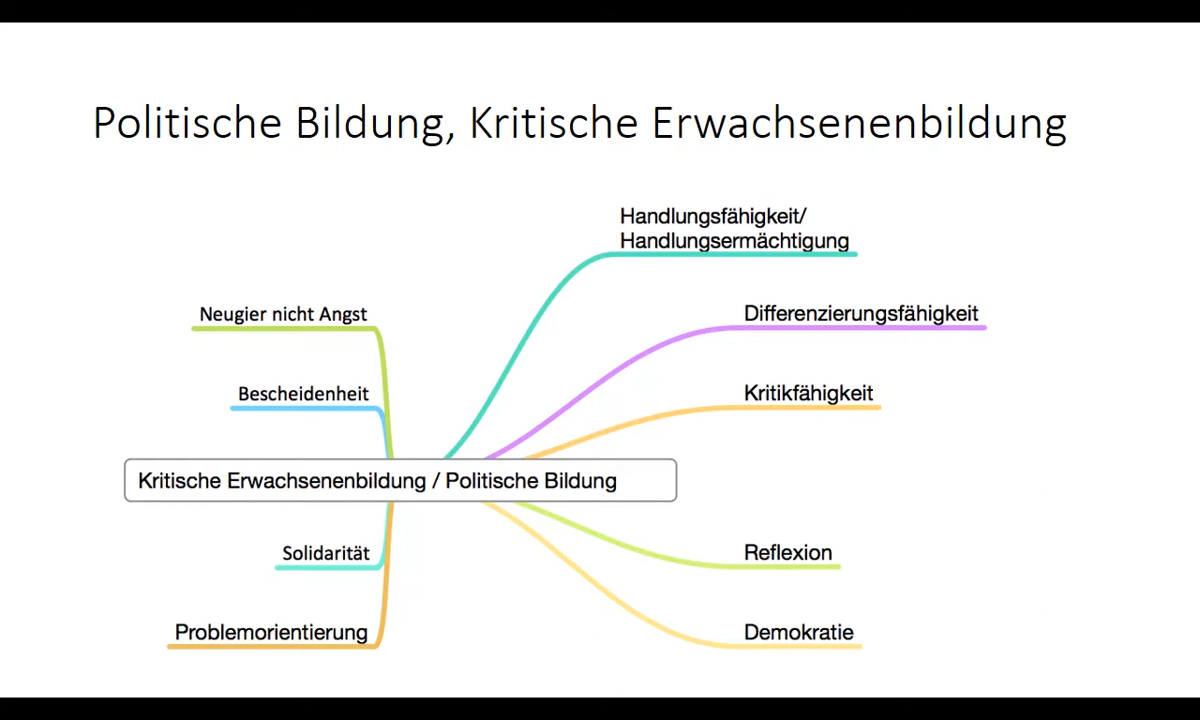 Politische Bildung, Kritische Erwachsenenbildung
Handlungsfähigkeit/
Handlungsermächtigung
Neugier nicht Angst
Differenzierungsfähigkeit
Bescheidenheit
Kritikfähigkeit
Kritische Erwachsenenbildung / Politische Bildung
Solidarität
Reflexion
Problemorientierung
Demokratie